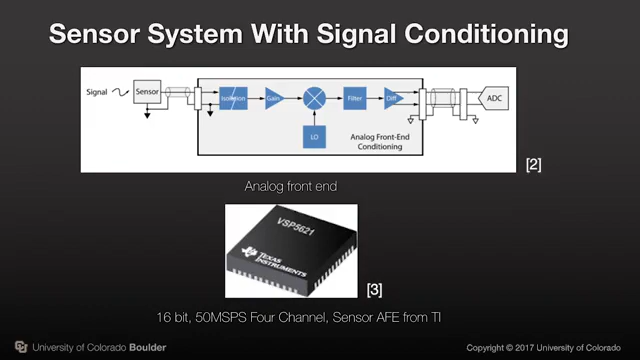 Sensor System With Signal Conditioning
Signal
Sensor
Isolation
Gain
Filter
Diff
ADC
LO
Analog Front-End
Conditioning
[2]
Analog front end
VSP5621
TEXAS
INSTRUMENTS
[3]
16 bit, 50MSPS Four Channel, Sensor AFE from TI
University of Colorado Boulder
Copyright © 2017 University of Colorado